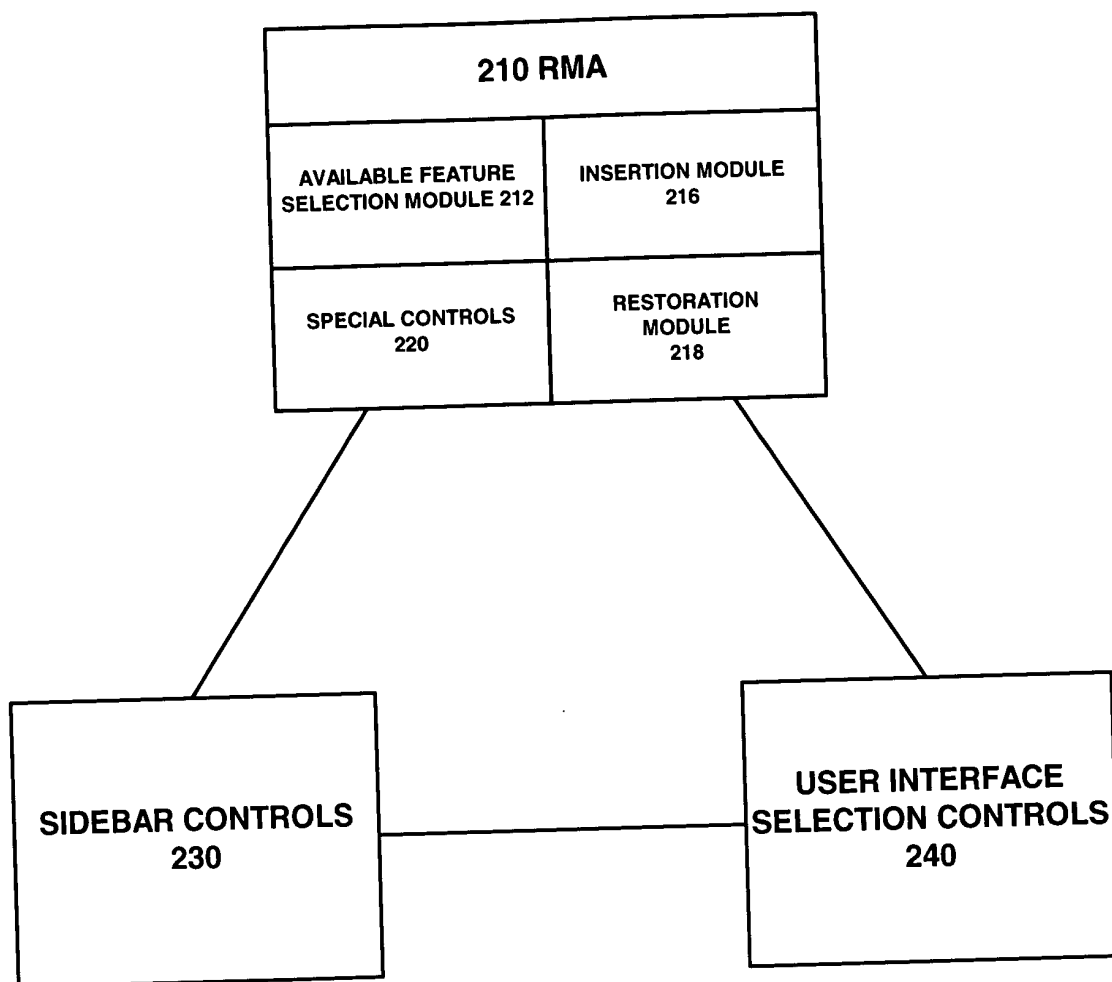 210 RMA
AVAILABLE FEATURE
SELECTION MODULE 212
INSERTION MODULE
216
SPECIAL CONTROLS
220
RESTORATION
MODULE
218
SIDEBAR CONTROLS
230
USER INTERFACE
SELECTION CONTROLS
240